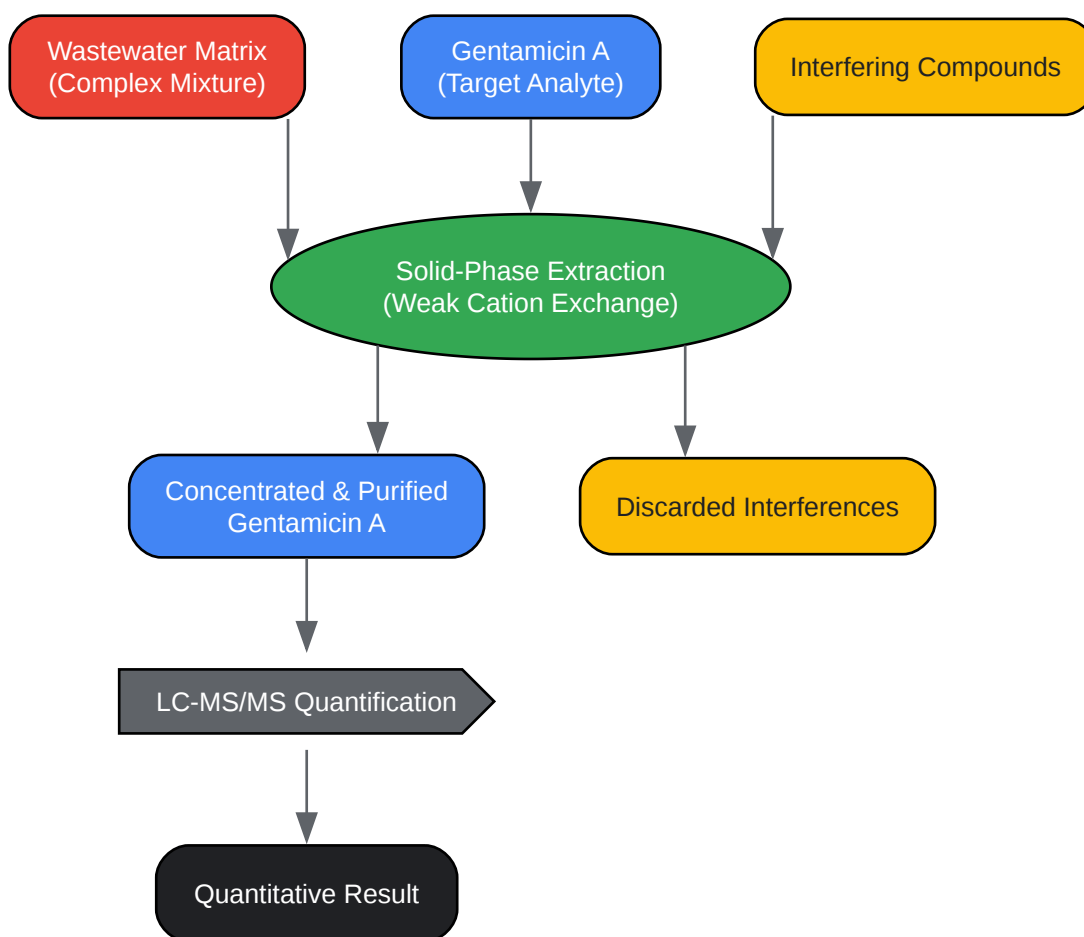 Wastewater Matrix
(Complex Mixture)
Gentamicin A
(Target Analyte)
Interfering Compounds
Solid-Phase Extraction
(Weak Cation Exchange)
Concentrated & Purified
Gentamicin A
Discarded Interferences
LC-MS/MS Quantification
Quantitative Result